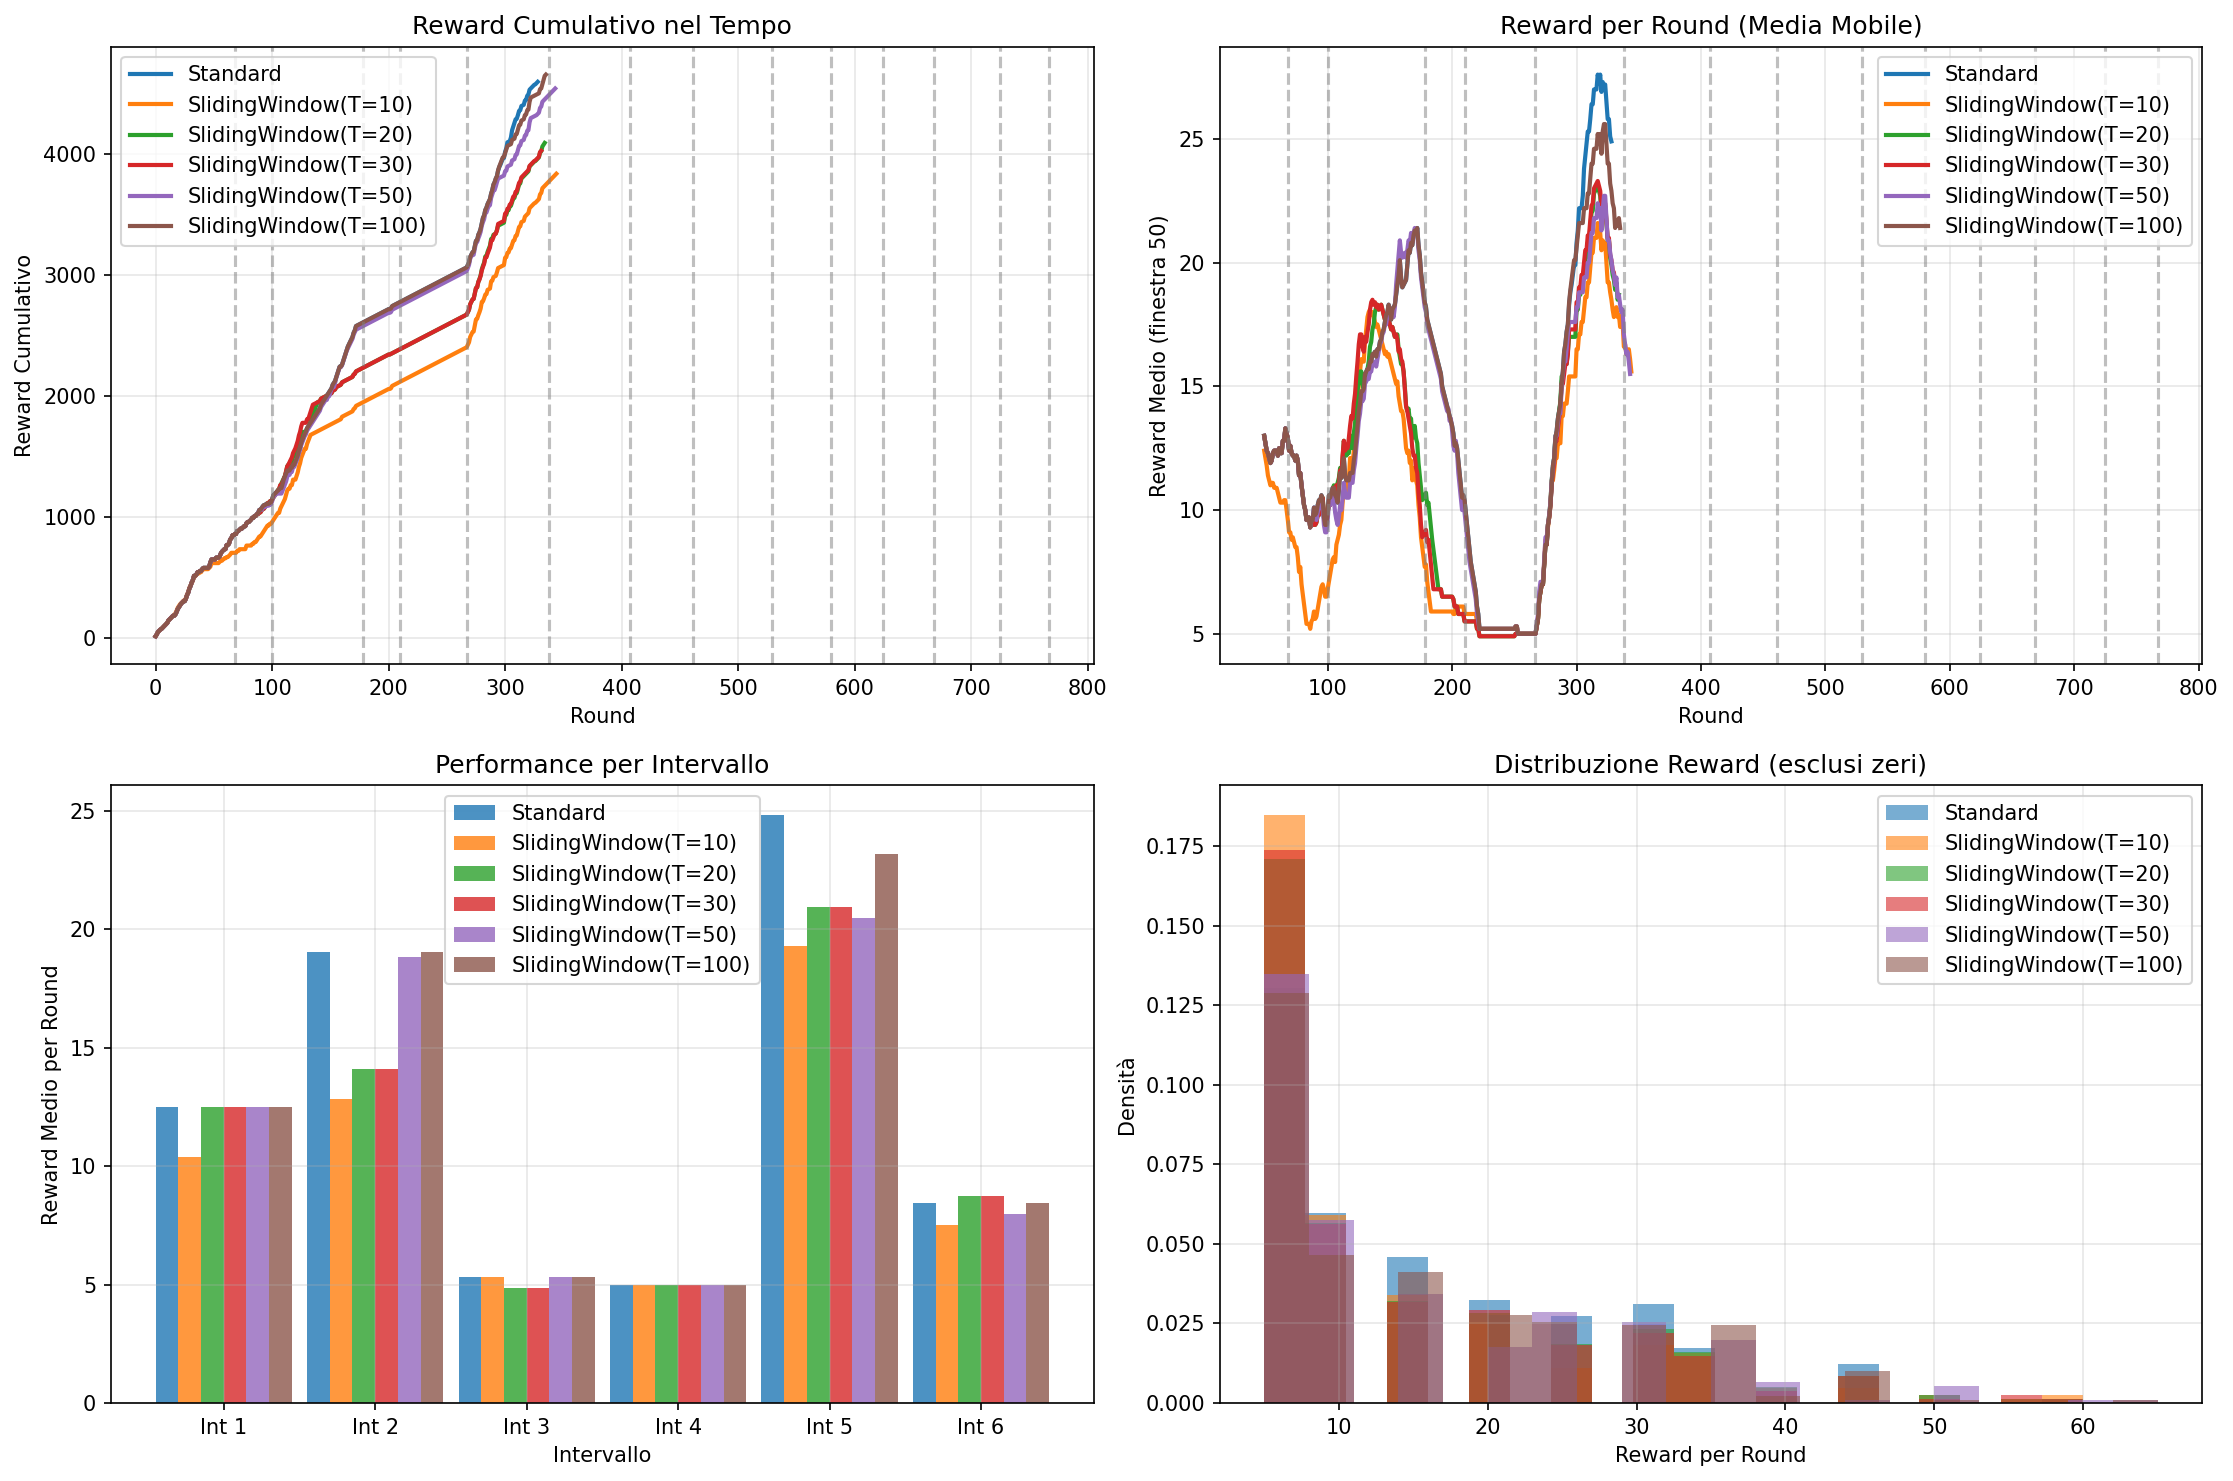 Reward Cumulativo nel Tempo
Standard
SlidingWindow(T=10)
SlidingWindow(T=20)
SlidingWindow(T=30)
SlidingWindow(T=50)
SlidingWindow(T=100)
Reward Cumulativo
4000
3000
2000
1000
0
0 100 200 300 400 500 600 700 800
Round
Reward per Round (Media Mobile)
Standard
SlidingWindow(T=10)
SlidingWindow(T=20)
SlidingWindow(T=30)
SlidingWindow(T=50)
SlidingWindow(T=100)
Reward Medio (finestra 50)
25
20
15
10
5
100 200 300 400 500 600 700 800
Round
Performance per Intervallo
Standard
SlidingWindow(T=10)
SlidingWindow(T=20)
SlidingWindow(T=30)
SlidingWindow(T=50)
SlidingWindow(T=100)
Reward Medio per Round
25
20
15
10
5
0
Int 1 Int 2 Int 3 Int 4 Int 5 Int 6
Intervallo
Distribuzione Reward (esclusi zeri)
Standard
SlidingWindow(T=10)
SlidingWindow(T=20)
SlidingWindow(T=30)
SlidingWindow(T=50)
SlidingWindow(T=100)
Densità
0.175
0.150
0.125
0.100
0.075
0.050
0.025
0.000
10 20 30 40 50 60
Reward per Round